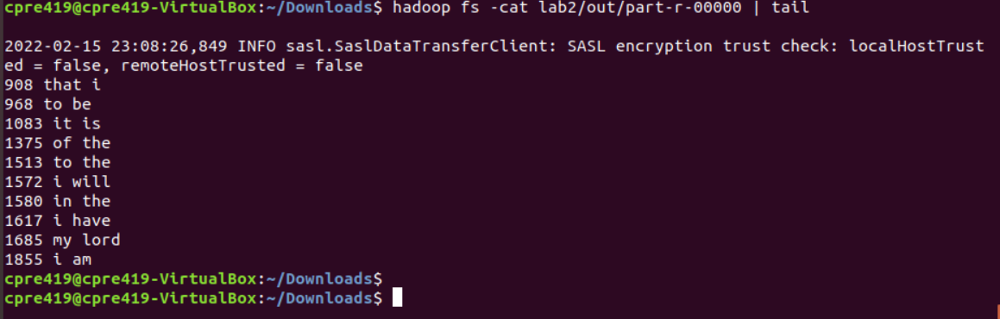 cpre419@cpre419-VirtualBox:~/Downloads$ hadoop fs -cat lab2/out/part-r-00000 | tail
2022-02-15 23:08:26,849 INFO sasl.SaslDataTransferClient: SASL encryption trust check: localHostTrust
ed = false, remoteHostTrusted = false
908 that i
968 to be
1083 it is
1375 of the
1513 to the
1572 i will
1580 in the
1617 i have
1685 my lord
1855 i am
cpre419@cpre419-VirtualBox:~/Downloads$
cpre419@cpre419-VirtualBox:~/Downloads$